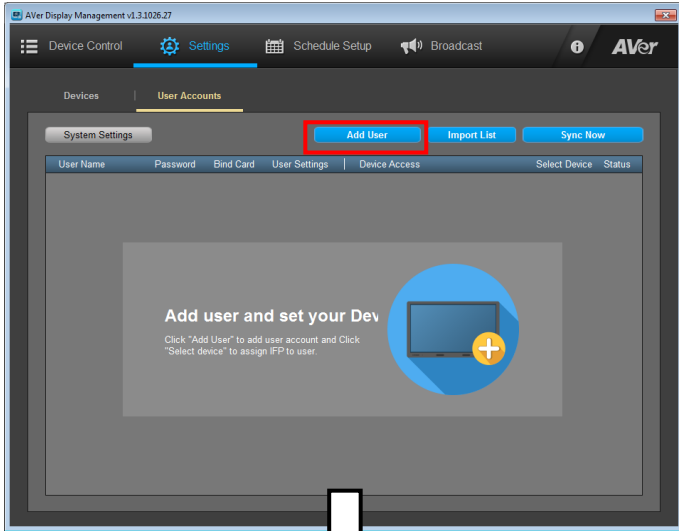 AVer Display Management v1.3.1026.27
Device Control
Settings
Schedule Setup
Broadcast
AVer
Devices
User Accounts
System Settings
Add User
Import List
Sync Now
User Name Password Bind Card User Settings Device Access Select Device Status
Add user and set your Dev
Click "Add User" to add user account and Click
"Select device" to assign IFP to user.